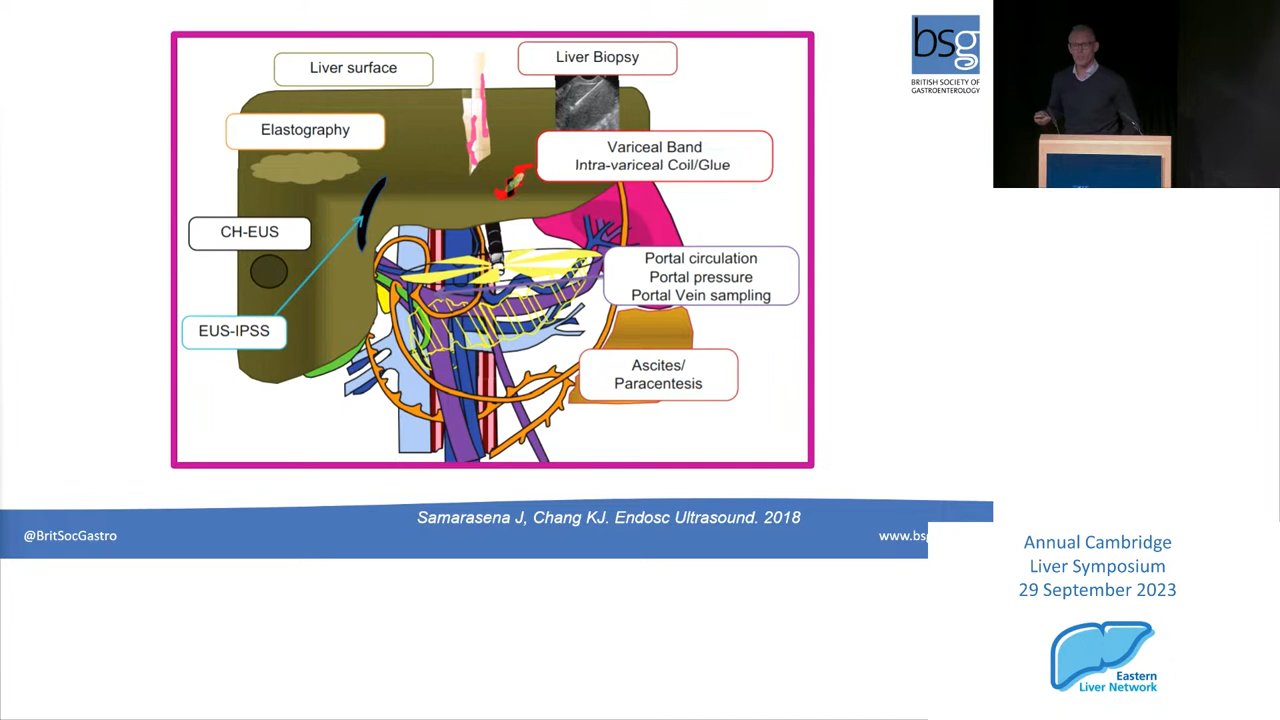 Liver surface
Liver Biopsy
Elastography
Variceal Band
Intra-variceal Coil/Glue
CH-EUS
Portal circulation
Portal pressure
Portal Vein sampling
EUS-IPSS
Ascites/
Paracentesis
Samarasena J, Chang KJ. Endosc Ultrasound. 2018
@BritSocGastro
www.bsg
bsg
BRITISH SOCIETY OF
GASTROENTEROLOGY
Annual Cambridge
Liver Symposium
29 September 2023
Eastern
Liver Network